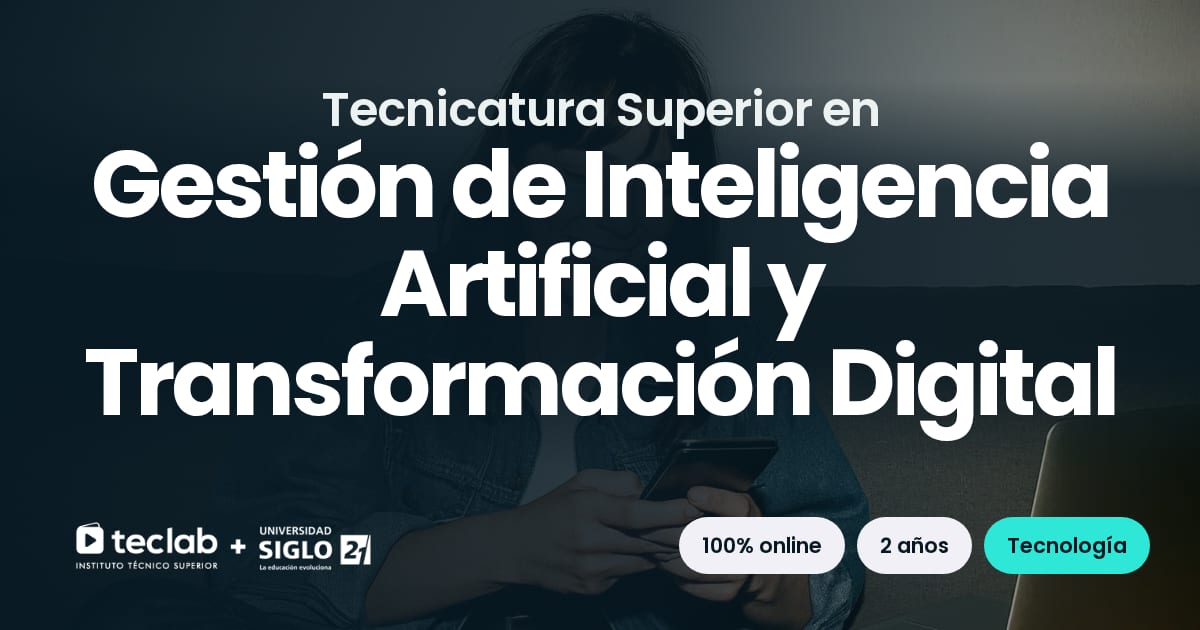 Tecnicatura Superior en
Gestión de Inteligencia
Artificial y
Transformación Digital
teclab
INSTITUTO TÉCNICO SUPERIOR
+
UNIVERSIDAD
SIGLO 21
La educación evoluciona
100% online
2 años
Tecnología